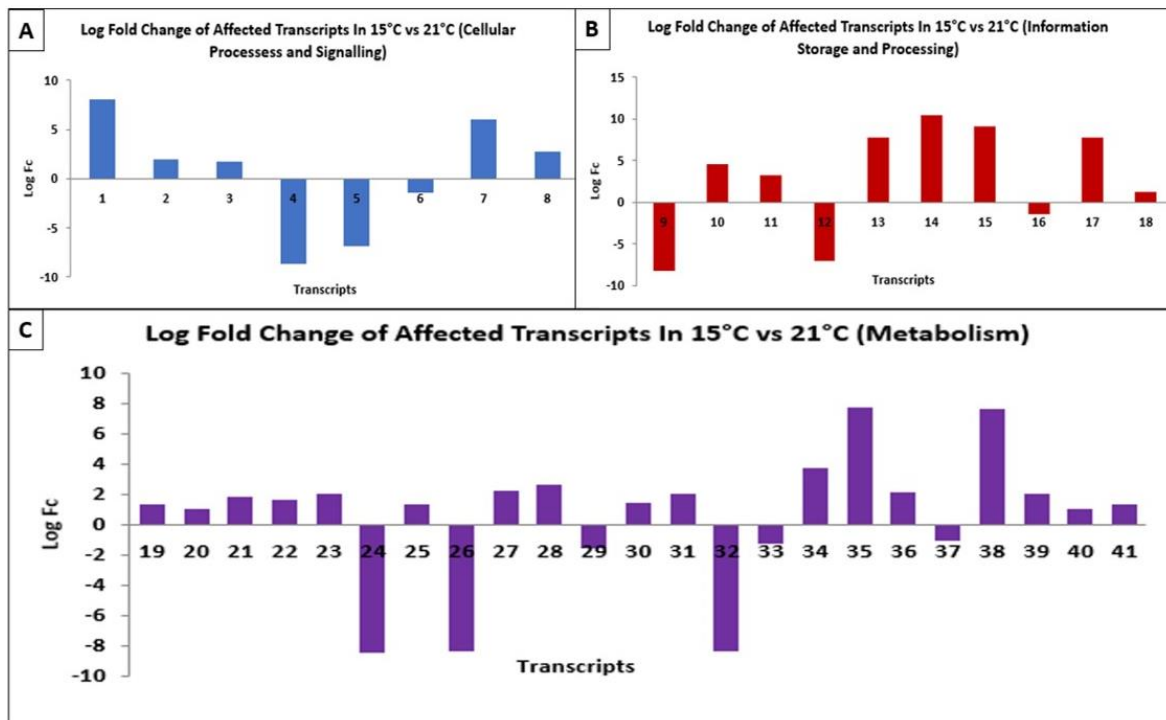 A
Log Fold Change of Affected Transcripts In 15°C vs 21°C (Cellular
Processess and Signalling)
10
5
0
-5
-10
Log Fc
1 2 3 4 5 6 7 8
Transcripts
B
Log Fold Change of Affected Transcripts In 15°C vs 21°C (Information
Storage and Processing)
15
10
5
0
-5
-10
Log Fc
9 10 11 12 13 14 15 16 17 18
Transcripts
C
Log Fold Change of Affected Transcripts In 15°C vs 21°C (Metabolism)
10
8
6
4
2
0
-2
-4
-6
-8
-10
Log Fc
19 20 21 22 23 24 25 26 27 28 29 30 31 32 33 34 35 36 37 38 39 40 41
Transcripts